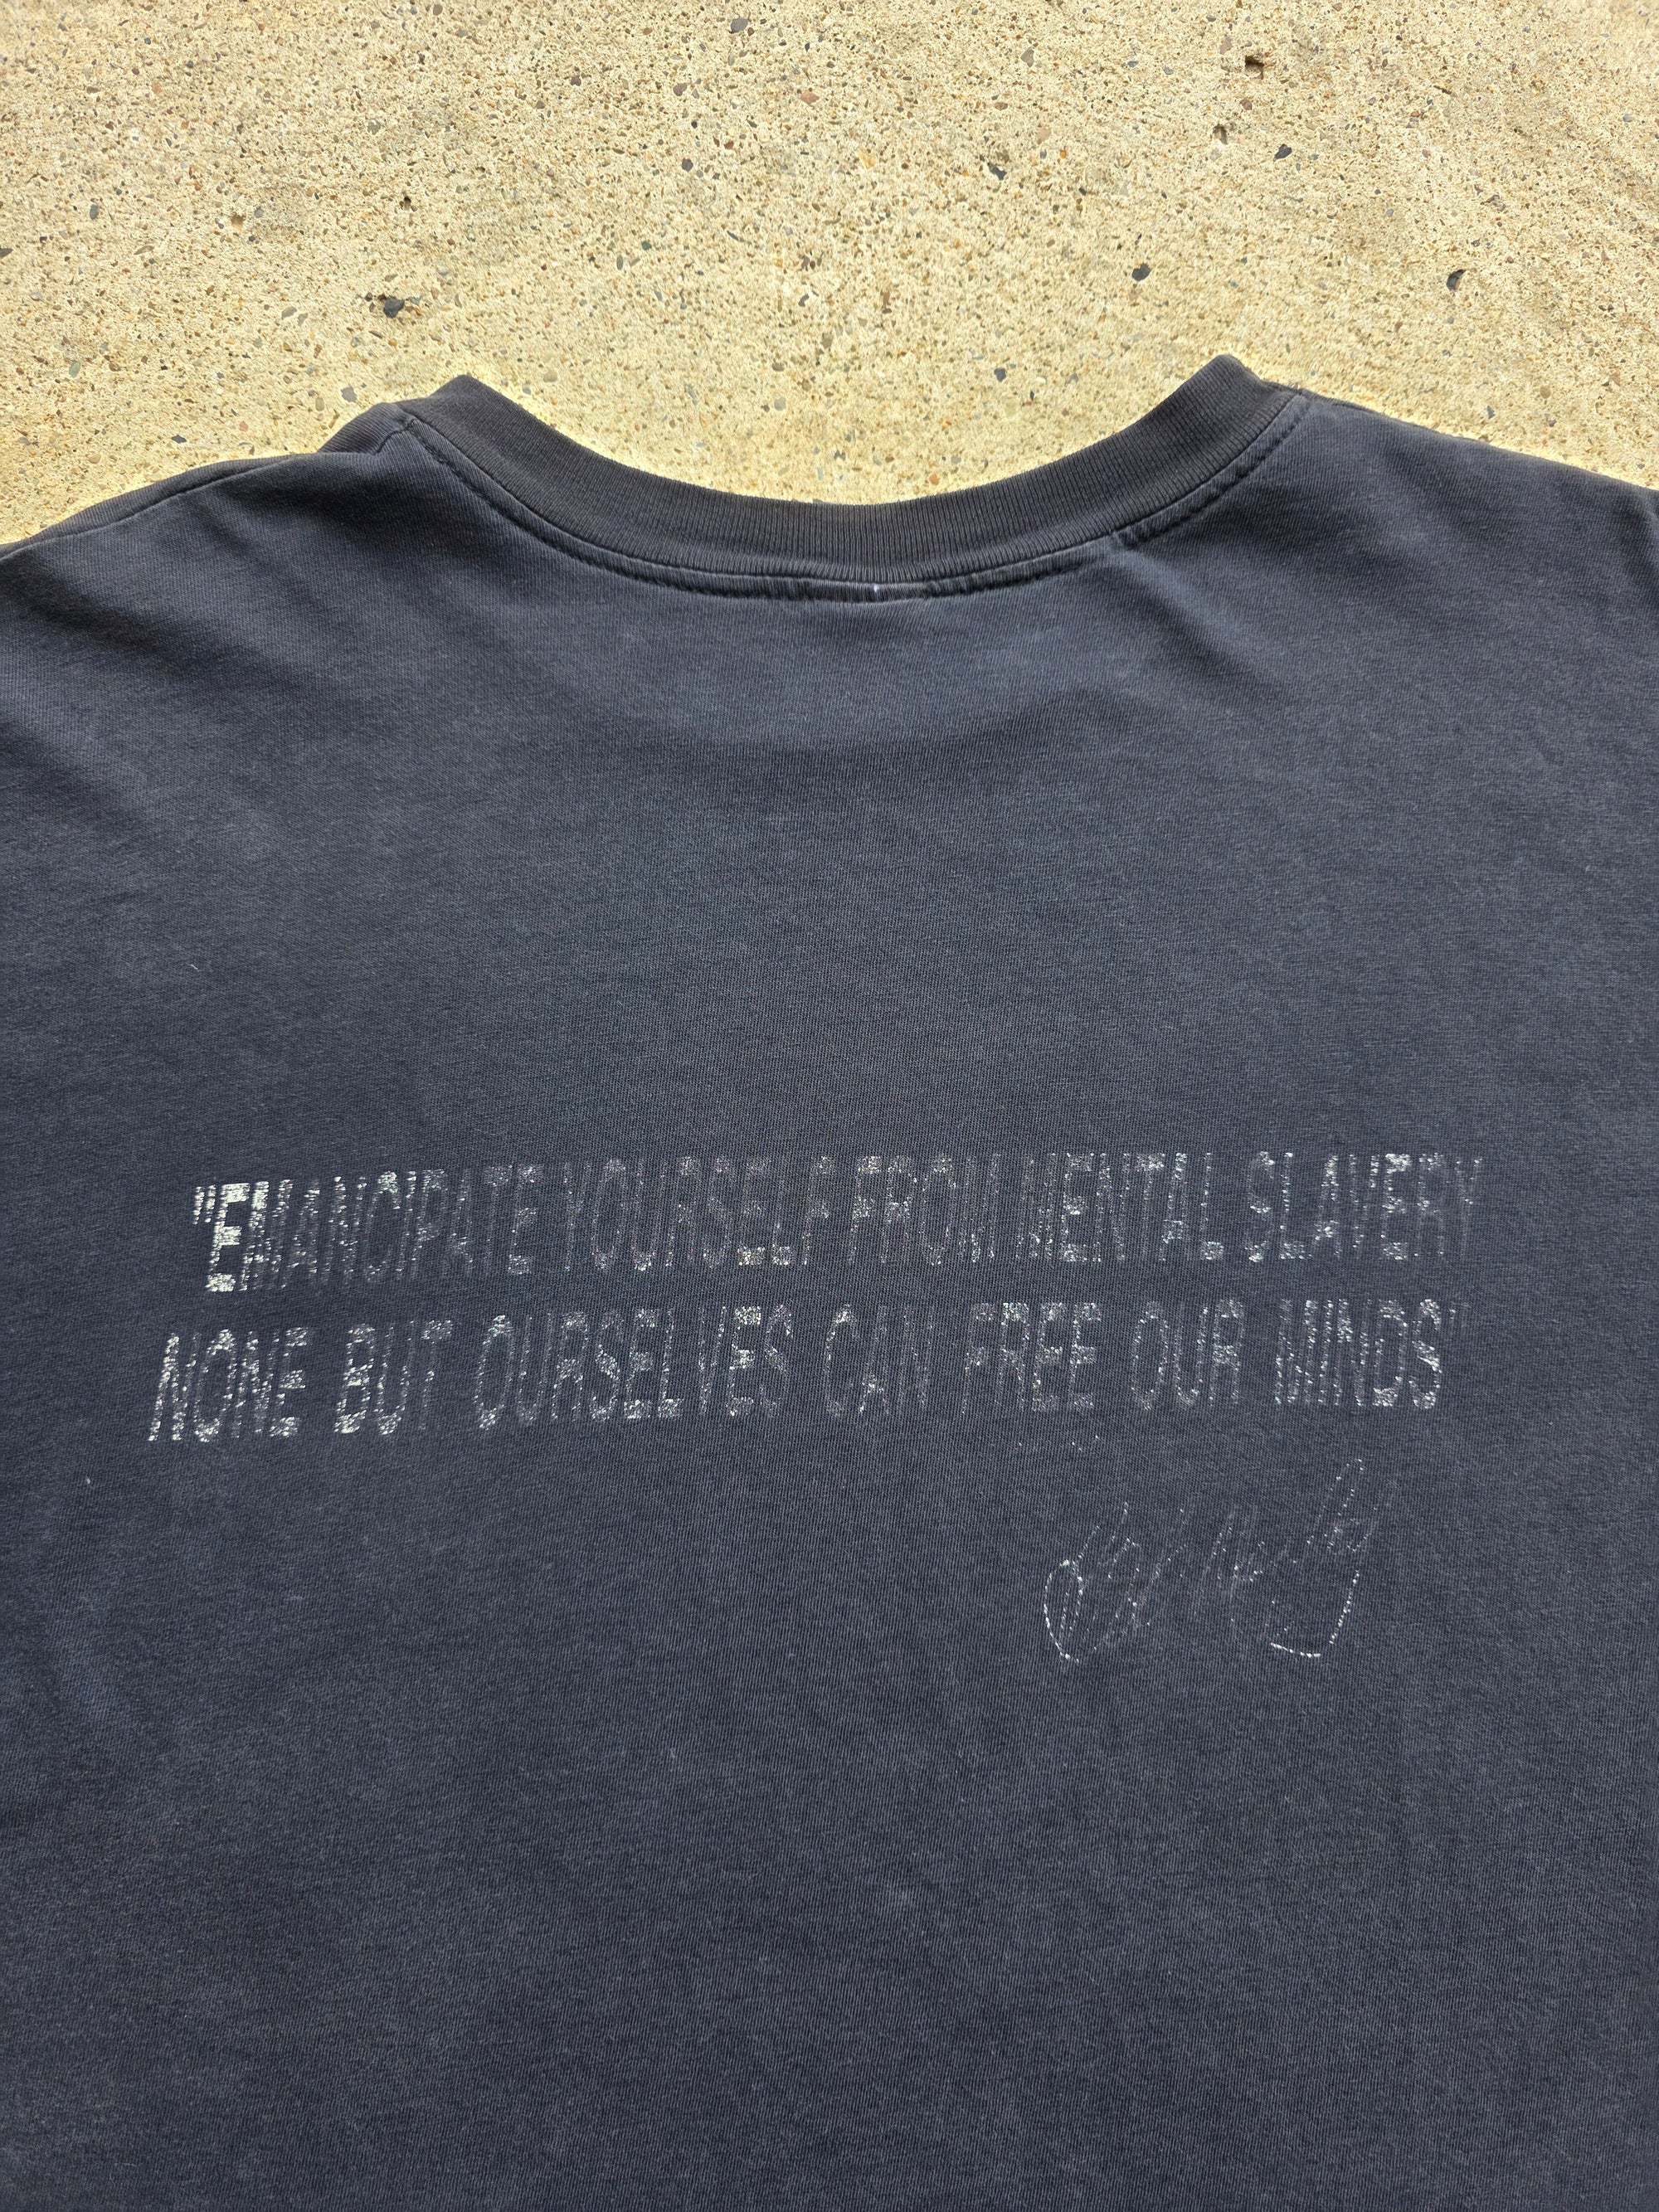 "EMANCIPATE YOURSELF FROM MENTAL SLAVERY
NONE BUT OURSELVES CAN FREE OUR MINDS"